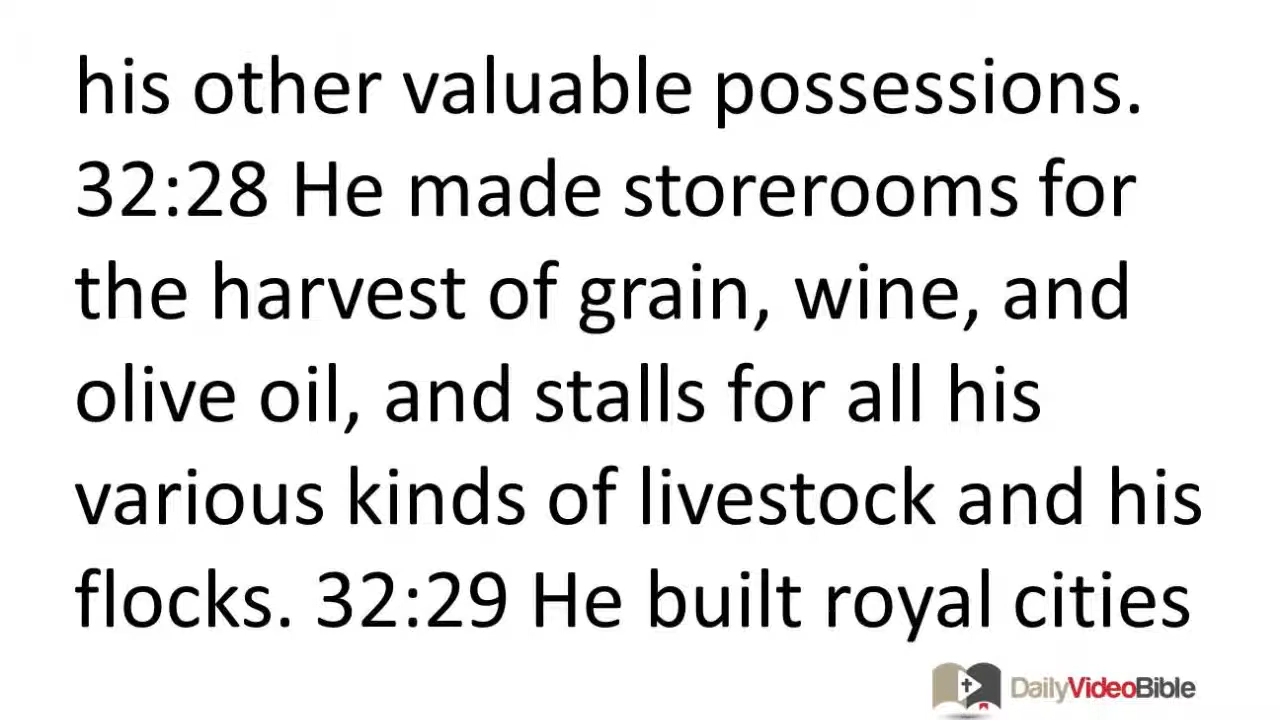 his other valuable possessions.
32:28 He made storerooms for
the harvest of grain, wine, and
olive oil, and stalls for all his
various kinds of livestock and his
flocks. 32:29 He built royal cities
DailyVideoBible